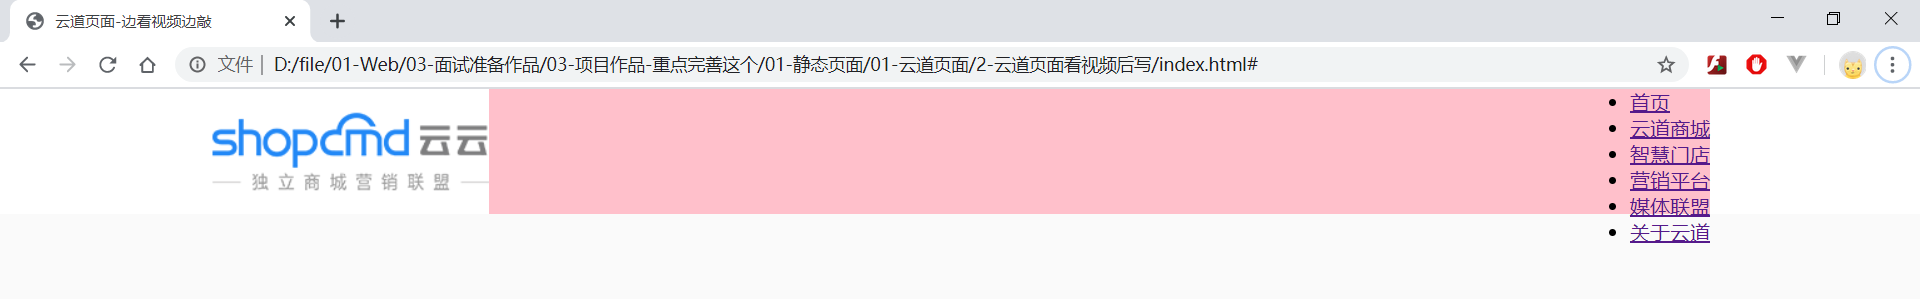 云道页面-边看视频边敲
文件 | D:/file/01-Web/03-面试准备作品/03-项目作品-重点完善这个/01-静态页面/01-云道页面/2-云道页面看视频后写/index.html#
shopcmd 云云
独立商城营销联盟
首页
云道商城
智慧门店
营销平台
媒体联盟
关于云道